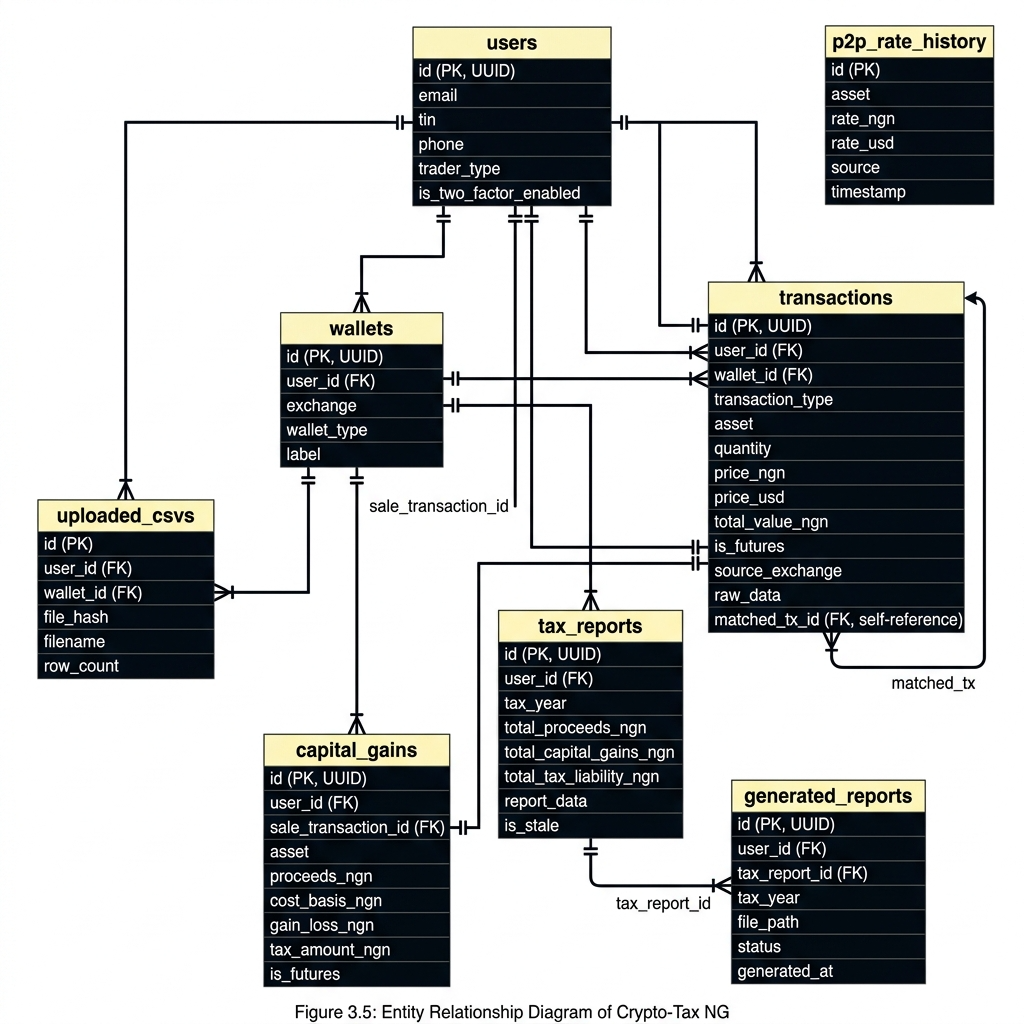 users
id (PK, UUID)
email
tin
phone
trader_type
is_two_factor_enabled
p2p_rate_history
id (PK)
asset
rate_ngn
rate_usd
source
timestamp
wallets
id (PK, UUID)
user_id (FK)
exchange
wallet_type
label
transactions
id (PK, UUID)
user_id (FK)
wallet_id (FK)
transaction_type
asset
quantity
price_ngn
price_usd
total_value_ngn
is_futures
source_exchange
raw_data
matched_tx_id (FK, self-reference)
matched_tx
sale_transaction_id
uploaded_csvs
id (PK)
user_id (FK)
wallet_id (FK)
file_hash
filename
row_count
tax_reports
id (PK, UUID)
user_id (FK)
tax_year
total_proceeds_ngn
total_capital_gains_ngn
total_tax_liability_ngn
report_data
is_stale
capital_gains
id (PK, UUID)
user_id (FK)
sale_transaction_id (FK)
asset
proceeds_ngn
cost_basis_ngn
gain_loss_ngn
tax_amount_ngn
is_futures
tax_report_id
generated_reports
id (PK, UUID)
user_id (FK)
tax_report_id (FK)
tax_year
file_path
status
generated_at
Figure 3.5: Entity Relationship Diagram of Crypto-Tax NG